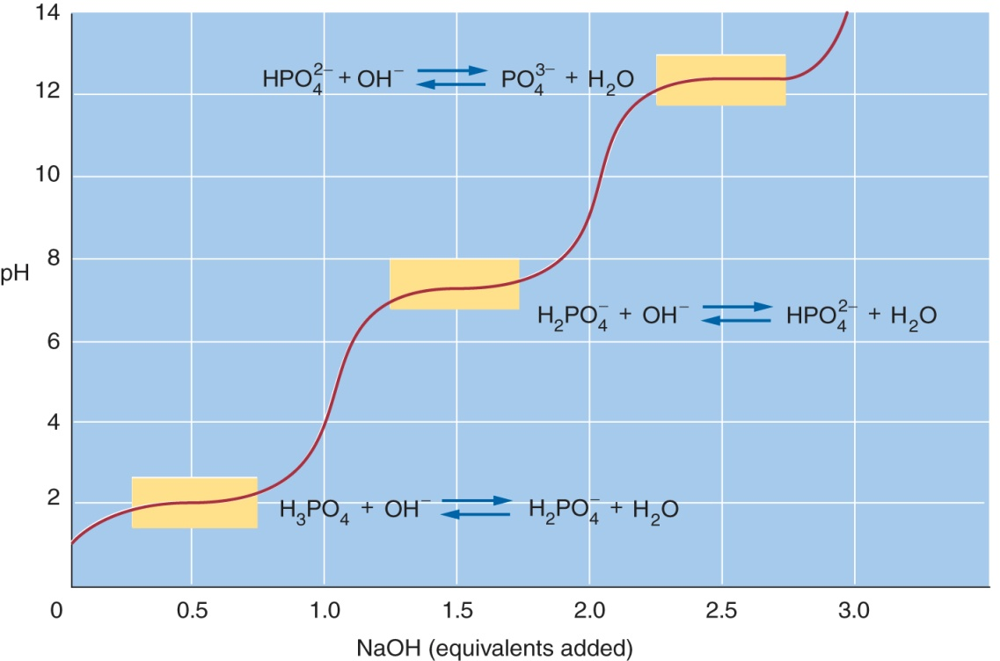 14
12
10
8
pH
6
4
2
0 0.5 1.0 1.5 2.0 2.5 3.0
NaOH (equivalents added)
HPO₄²⁻ + OH⁻ ⇌ PO₄³⁻ + H₂O
H₂PO₄⁻ + OH⁻ ⇌ HPO₄²⁻ + H₂O
H₃PO₄ + OH⁻ ⇌ H₂PO₄⁻ + H₂O